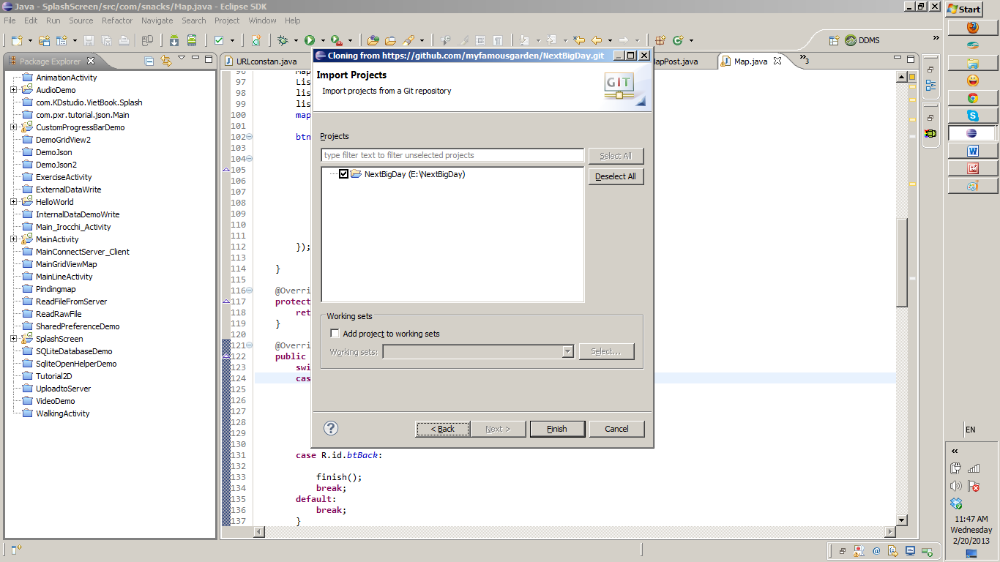 Java - SplashScreen/src/com/snacks/Map.java - Eclipse SDK
File Edit Run Source Refactor Navigate Search Project Window Help
DDMS
»
Package Explorer
AnimationActivity
AudioDemo
com.KDstudio.VietBook.Splash
com.pxr.tutorial.json.Main
CustomProgressBarDemo
DemoGridView2
DemoJson
DemoJson2
ExerciseActivity
ExternalDataWrite
HelloWorld
InternalDataDemoWrite
Main_Irocchi_Activity
MainActivity
MainConnectServer_Client
MainGridViewMap
MainLineActivity
Pindingmap
ReadFileFromServer
ReadRawFile
SharedPreferenceDemo
SplashScreen
SQLiteDatabaseDemo
SqliteOpenHelperDemo
Tutorial2D
UploadtoServer
VideoDemo
WalkingActivity
URLconstan.java
lapPost.java
Map.java
»3
96 Map
97 List
98 list
99 list
100 map
101
102 btn
103
104
105
106
107
108
109
110
111
112 });
113
114 }
115
116 @Overri
117 protect
118 ret
119 }
120
121 @Overri
122 public
123 swi
124 cas
125
126
127
128
129
130
131 case R.id.btBack:
132
133 finish();
134 break;
135 default:
136 break;
137 }
Cloning from https://github.com/myfamousgarden/NextBigDay.git
Import Projects
Import projects from a Git repository
GIT
Projects
type filter text to filter unselected projects
Select All
NextBigDay (E:\NextBigDay)
Deselect All
Working sets
Add project to working sets
Working sets:
Select...
?
< Back
Next >
Finish
Cancel
Start
EN
«
11:47 AM
Wednesday
2/20/2013